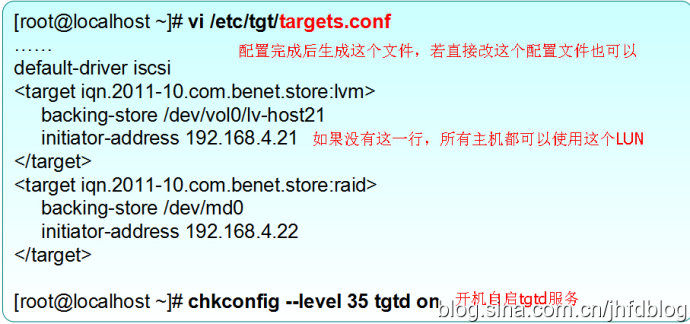 [root@localhost ~]# vi /etc/tgt/targets.conf
…… 配置完成后生成这个文件，若直接改这个配置文件也可以
default-driver iscsi
<target iqn.2011-10.com.benet.store:lvm>
backing-store /dev/vol0/lv-host21
initiator-address 192.168.4.21 如果没有这一行，所有主机都可以使用这个LUN
</target>
<target iqn.2011-10.com.benet.store:raid>
backing-store /dev/md0
initiator-address 192.168.4.22
</target>
[root@localhost ~]# chkconfig --level 35 tgtd on 开机自启tgtd服务
blog.sina.com.cn/jhfdblog